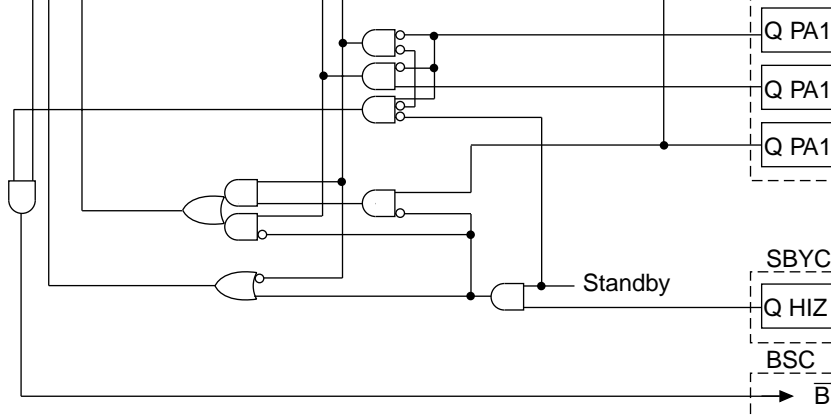 Q PA1
Q PA1
Q PA1
SBYC
Standby
Q HIZ
BSC
B